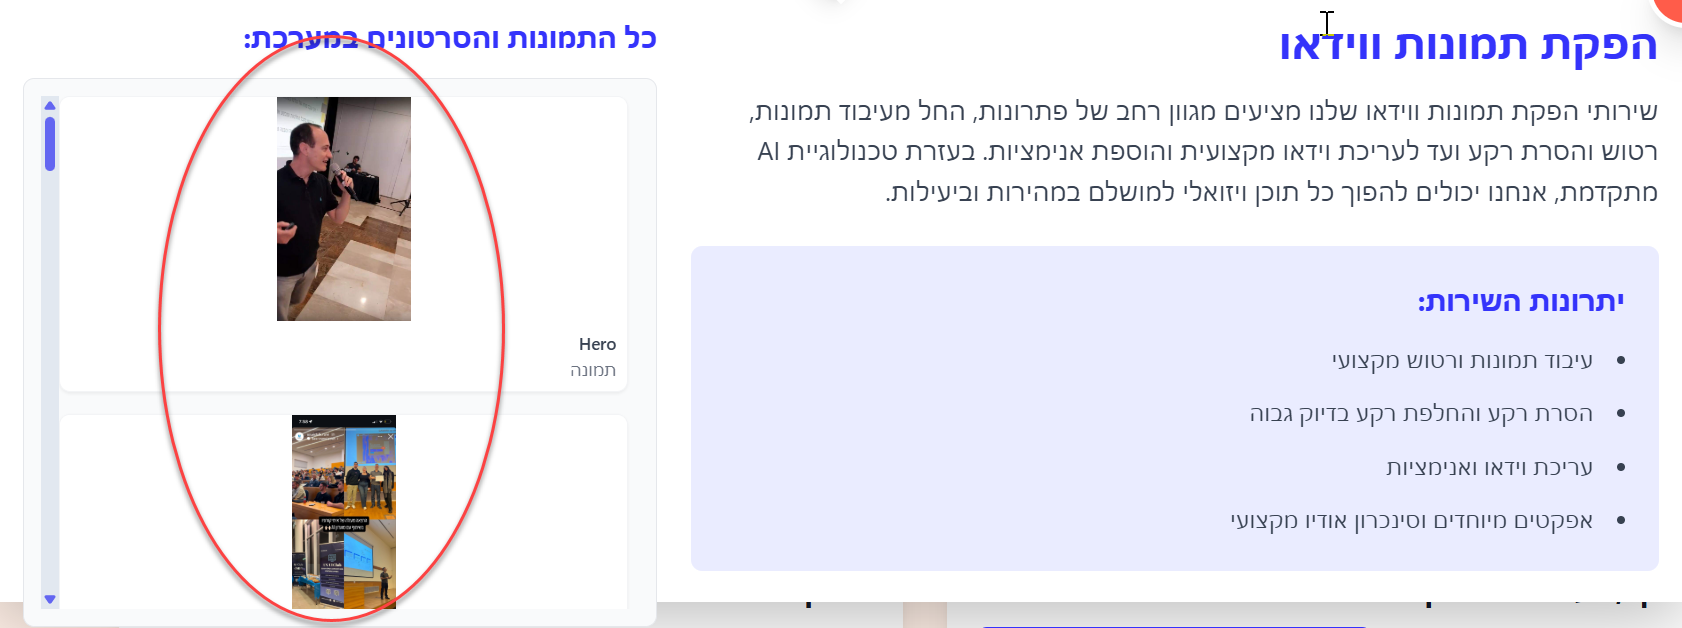 הפקת תמונות ווידאו
שירותי הפקת תמונות ווידאו שלנו מציעים מגוון רחב של פתרונות, החל מעיבוד תמונות,
רטוש והסרת רקע ועד לעריכת וידאו מקצועית והוספת אנימציות. בעזרת טכנולוגיית AI
מתקדמת, אנחנו יכולים להפוך כל תוכן ויזואלי למושלם במהירות וביעילות.
יתרונות השירות:
עיבוד תמונות ורטוש מקצועי
הסרת רקע והחלפת רקע בדיוק גבוה
עריכת וידאו ואנימציות
אפקטים מיוחדים וסינכרון אודיו מקצועי
כל התמונות והסרטונים במערכת:
Hero
תמונה
7:58